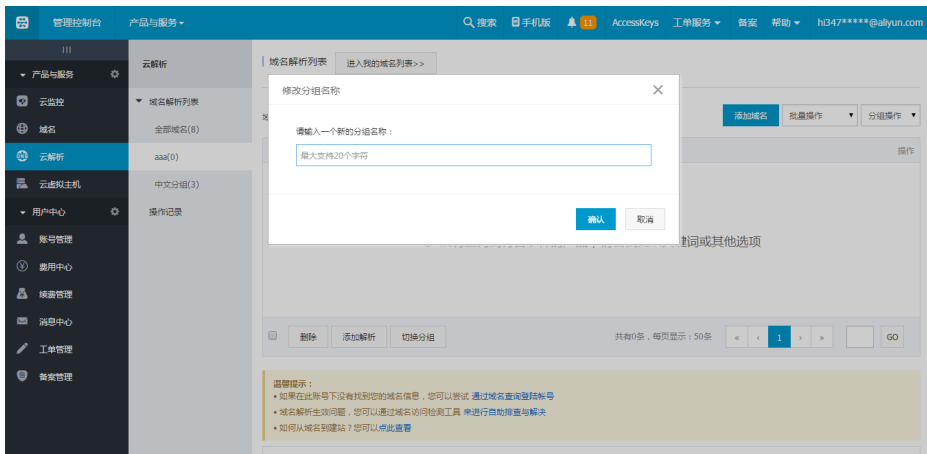 管理控制台 产品与服务 搜索 手机版 11 AccessKeys 工单服务 备案 帮助 hi347*****@aliyun.com
产品与服务
云监控
域名
云解析
云虚拟主机
用户中心
账号管理
费用中心
续费管理
消息中心
工单管理
备案管理
云解析
域名解析列表
全部域名(8)
aaa(0)
中文分组(3)
操作记录
域名解析列表 进入我的域名列表>>
添加域名 批量操作 分组操作
操作
修改分组名称
请输入一个新的分组名称：
最大支持20个字符
确认 取消
键词或其他选项
删除 添加解析 切换分组 共有0条，每页显示：50条 « ‹ 1 › » GO
温馨提示：
• 如果在此账号下没有找到您的域名信息，您可以尝试 通过域名查询登陆帐号
• 域名解析生效问题，您可以通过域名访问检测工具 来进行自助排查与解决
• 如何从域名到建站？您可以点此查看